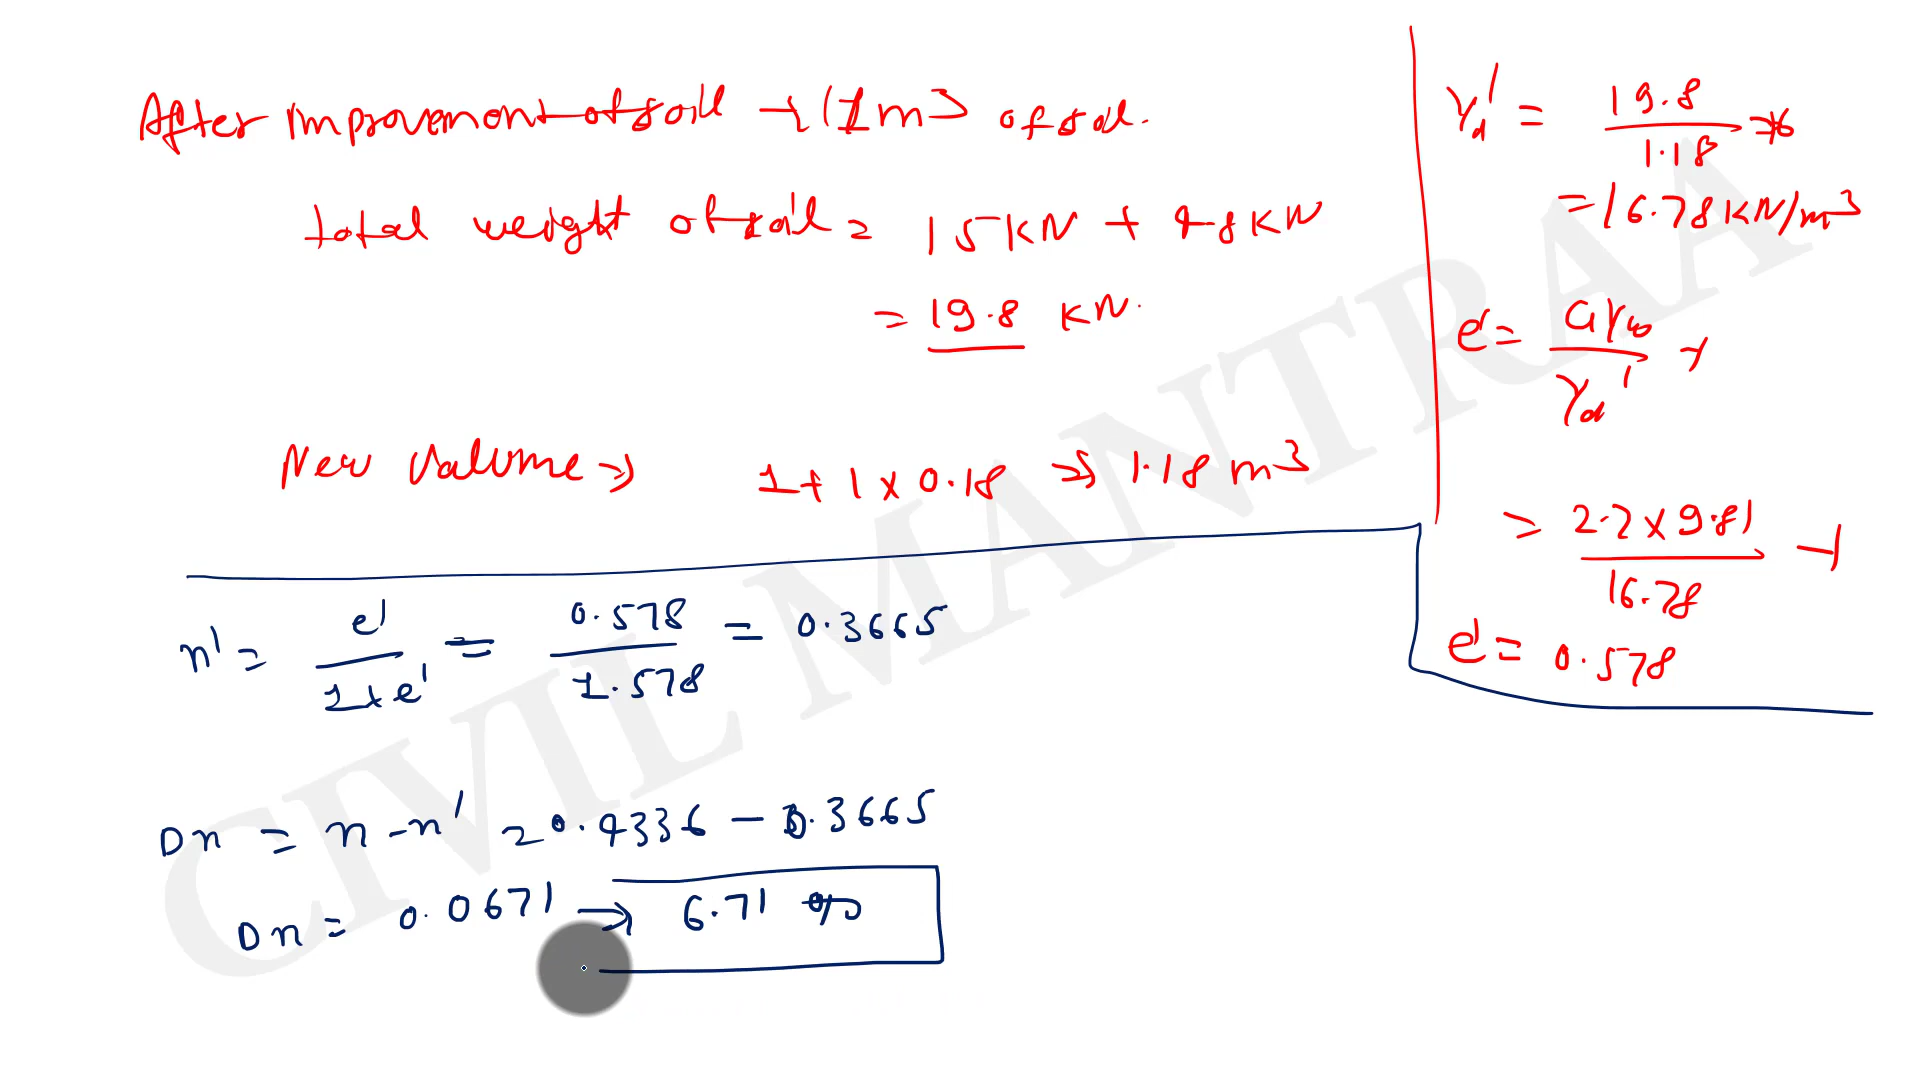 After improvement of soil → (1 m3 of soil.
total weight of soil = 15 KN + 4.8 KN
= 19.8 KN.
New Volume ⇒ 1 + 1 x 0.18 ⇒ 1.18 m3
γd' = 19.8 / 1.18 ⇒
= 16.78 KN/m3
e' = Gγw / γd' - 1
= 2.7 x 9.81 / 16.78 - 1
e' = 0.578
n' = e' / 1+e' = 0.578 / 1.578 = 0.3665
Dn = n - n' = 0.4336 - 0.3665
Dn = 0.0671 → 6.71 %
CIVIL MANTRAA